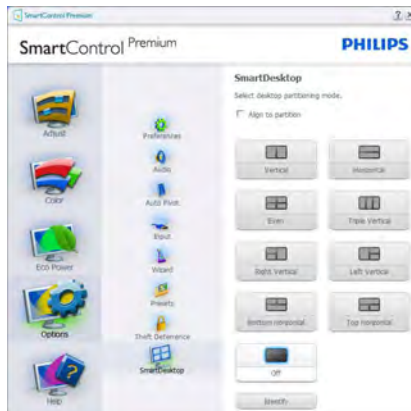 SmartControl Premium
? x
SmartControl Premium
PHILIPS
Adjust
Color
Eco Power
Options
Help
Preferences
Audio
Auto Pivot
Input
Wizard
Presets
Theft Deterrence
SmartDesktop
SmartDesktop
Select desktop partitioning mode.
Align to partition
Vertical
Horizontal
Even
Triple Vertical
Right Vertical
Left Vertical
Bottom Horizontal
Top Horizontal
Off
Identify